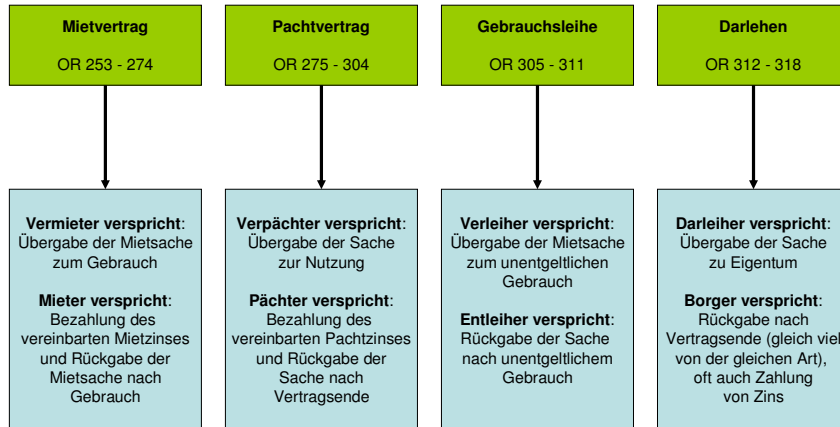 Mietvertrag
OR 253 - 274
Pachtvertrag
OR 275 - 304
Gebrauchsleihe
OR 305 - 311
Darlehen
OR 312 - 318
Vermieter verspricht:
Übergabe der Mietsache
zum Gebrauch
Mieter verspricht:
Bezahlung des
vereinbarten Mietzinses
und Rückgabe der
Mietsache nach
Gebrauch
Verpächter verspricht:
Übergabe der Sache
zur Nutzung
Pächter verspricht:
Bezahlung des
vereinbarten Pachtzinses
und Rückgabe der
Sache nach
Vertragsende
Verleiher verspricht:
Übergabe der Mietsache
zum unentgeltlichen
Gebrauch
Entleiher verspricht:
Rückgabe der Sache
nach unentgeltlichem
Gebrauch
Darleiher verspricht:
Übergabe der Sache
zu Eigentum
Borger verspricht:
Rückgabe nach
Vertragsende (gleich viel
von der gleichen Art),
oft auch Zahlung
von Zins